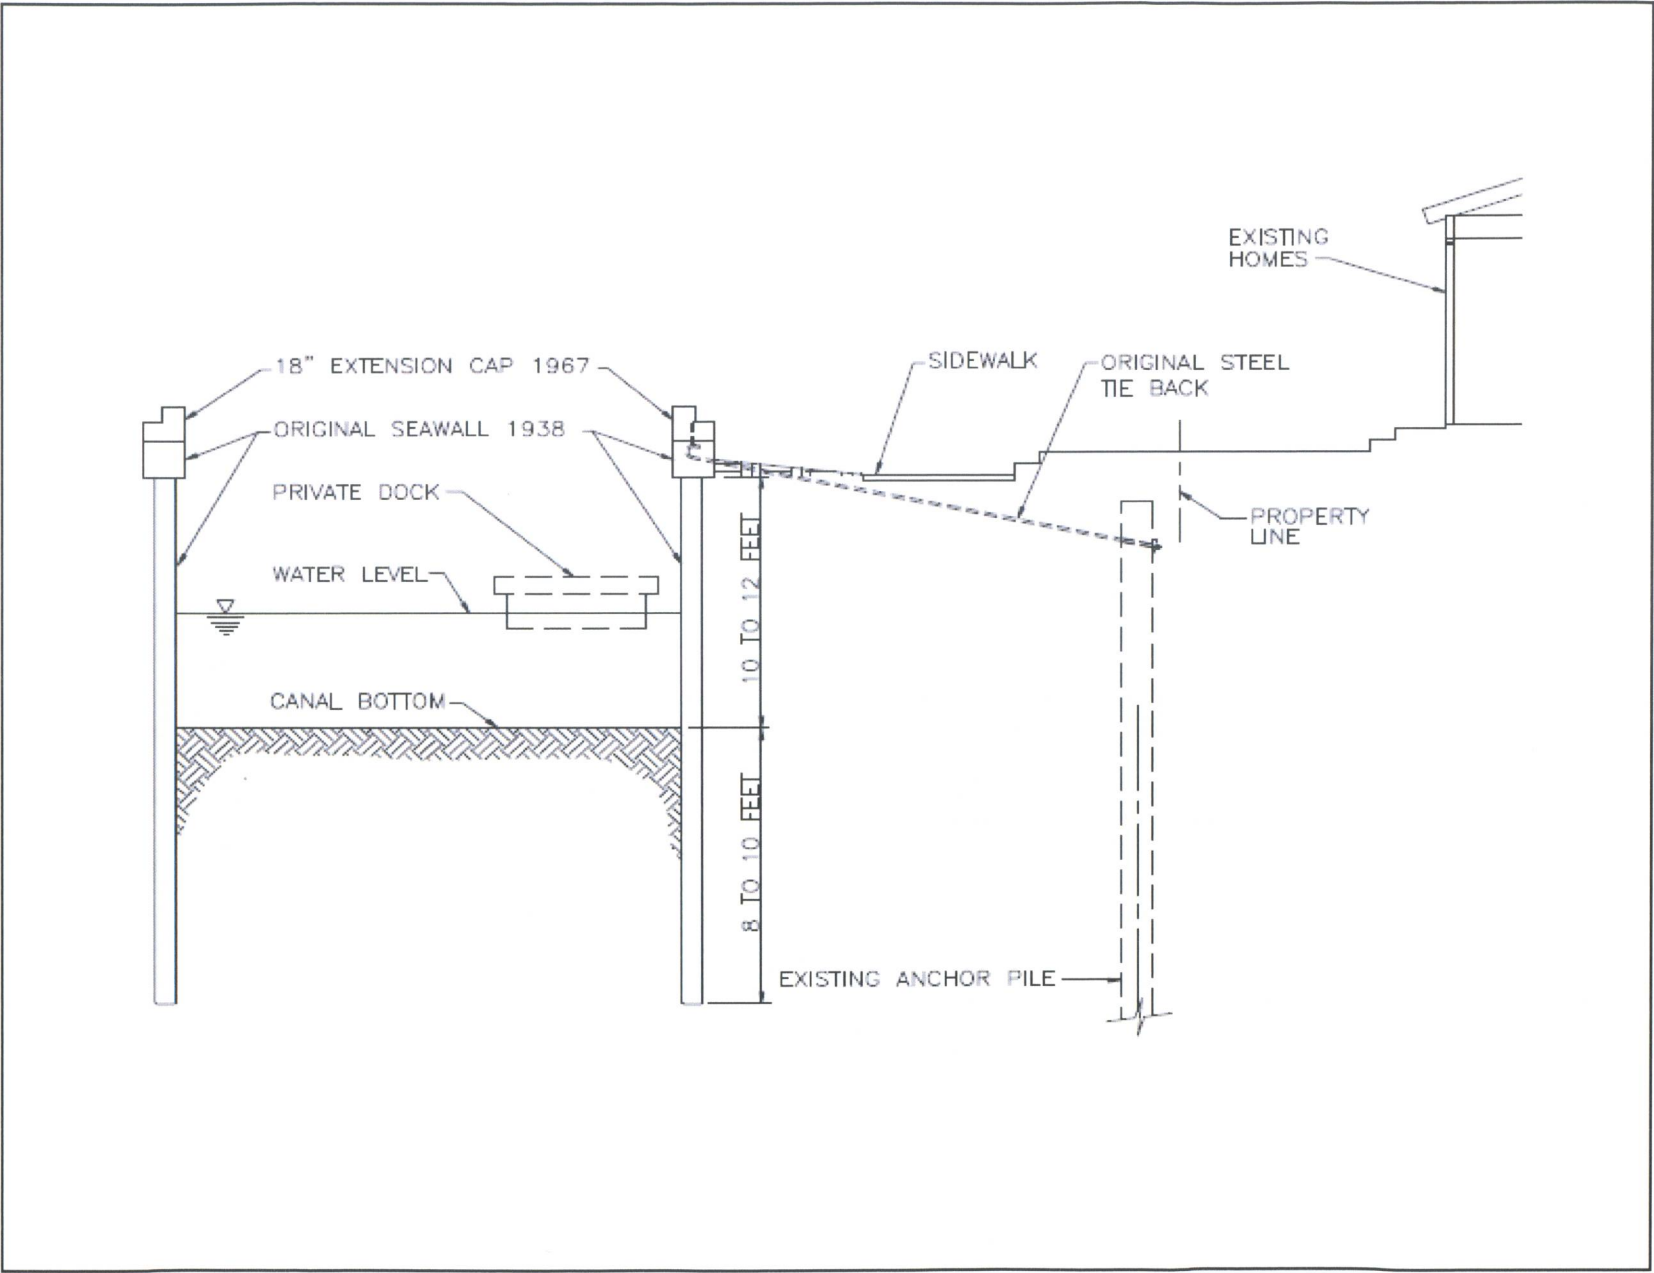 EXISTING
HOMES
18" EXTENSION CAP 1967
SIDEWALK
ORIGINAL STEEL
TIE BACK
ORIGINAL SEAWALL 1938
PRIVATE DOCK
PROPERTY
LINE
10 TO 12 FEET
WATER LEVEL
CANAL BOTTOM
8 TO 10 FEET
EXISTING ANCHOR PILE